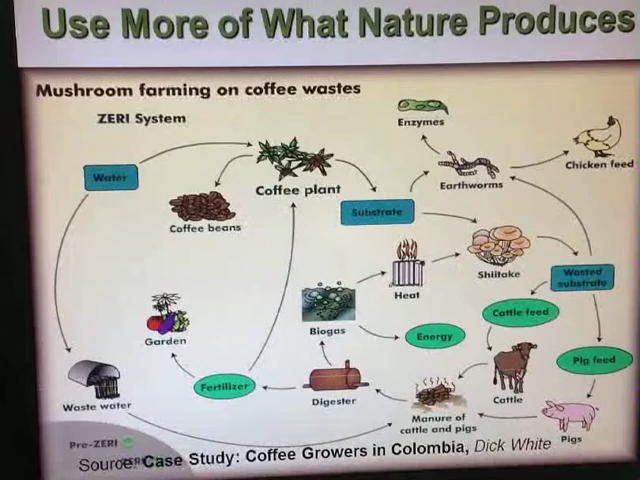 Use More of What Nature Produces
Mushroom farming on coffee wastes
ZERI System
Enzymes
Chicken feed
Water
Coffee plant
Earthworms
Coffee beans
Substrate
Shiitake
Wasted
substrate
Heat
Cattle feed
Biogas
Garden
Energy
Pig feed
Fertilizer
Digester
Cattle
Waste water
Manure of
cattle and pigs
Pigs
Pre-ZERI
Source: Case Study: Coffee Growers in Colombia, Dick White